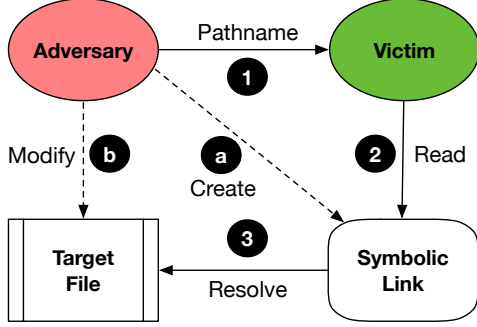 Pathname
Adversary
Victim
1
Modify
b
a
2
Read
Create
3
Target
File
Symbolic
Link
Resolve